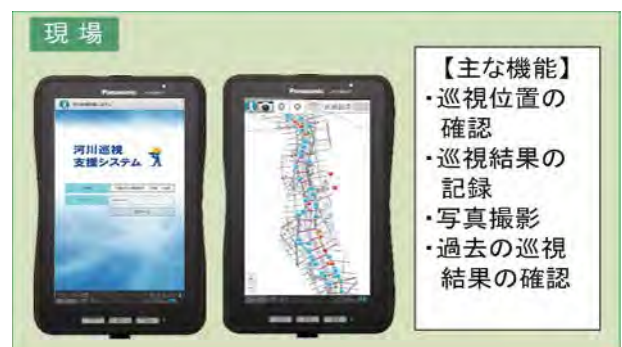 現場
Panasonic
河川巡視
支援システム
Panasonic
【主な機能】
・巡視位置の
確認
・巡視結果の
記録
・写真撮影
・過去の巡視
結果の確認